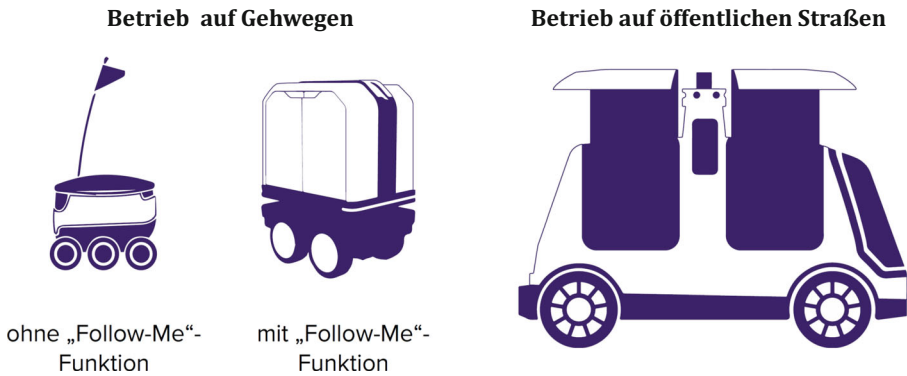 Betrieb auf Gehwegen
Betrieb auf öffentlichen Straßen
ohne „Follow-Me“-
Funktion
mit „Follow-Me“-
Funktion